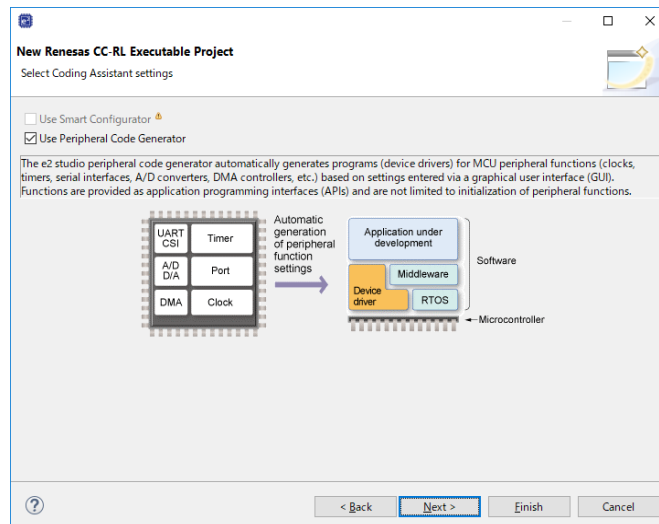 New Renesas CC-RL Executable Project
Select Coding Assistant settings
Use Smart Configurator
Use Peripheral Code Generator
The e2 studio peripheral code generator automatically generates programs (device drivers) for MCU peripheral functions (clocks,
timers, serial interfaces, A/D converters, DMA controllers, etc.) based on settings entered via a graphical user interface (GUI).
Functions are provided as application programming interfaces (APIs) and are not limited to initialization of peripheral functions.
UART
CSI
Timer
A/D
D/A
Port
DMA
Clock
Automatic
generation
of peripheral
function
settings
Application under
development
Middleware
Device
driver
RTOS
Software
Microcontroller
?
< Back
Next >
Finish
Cancel